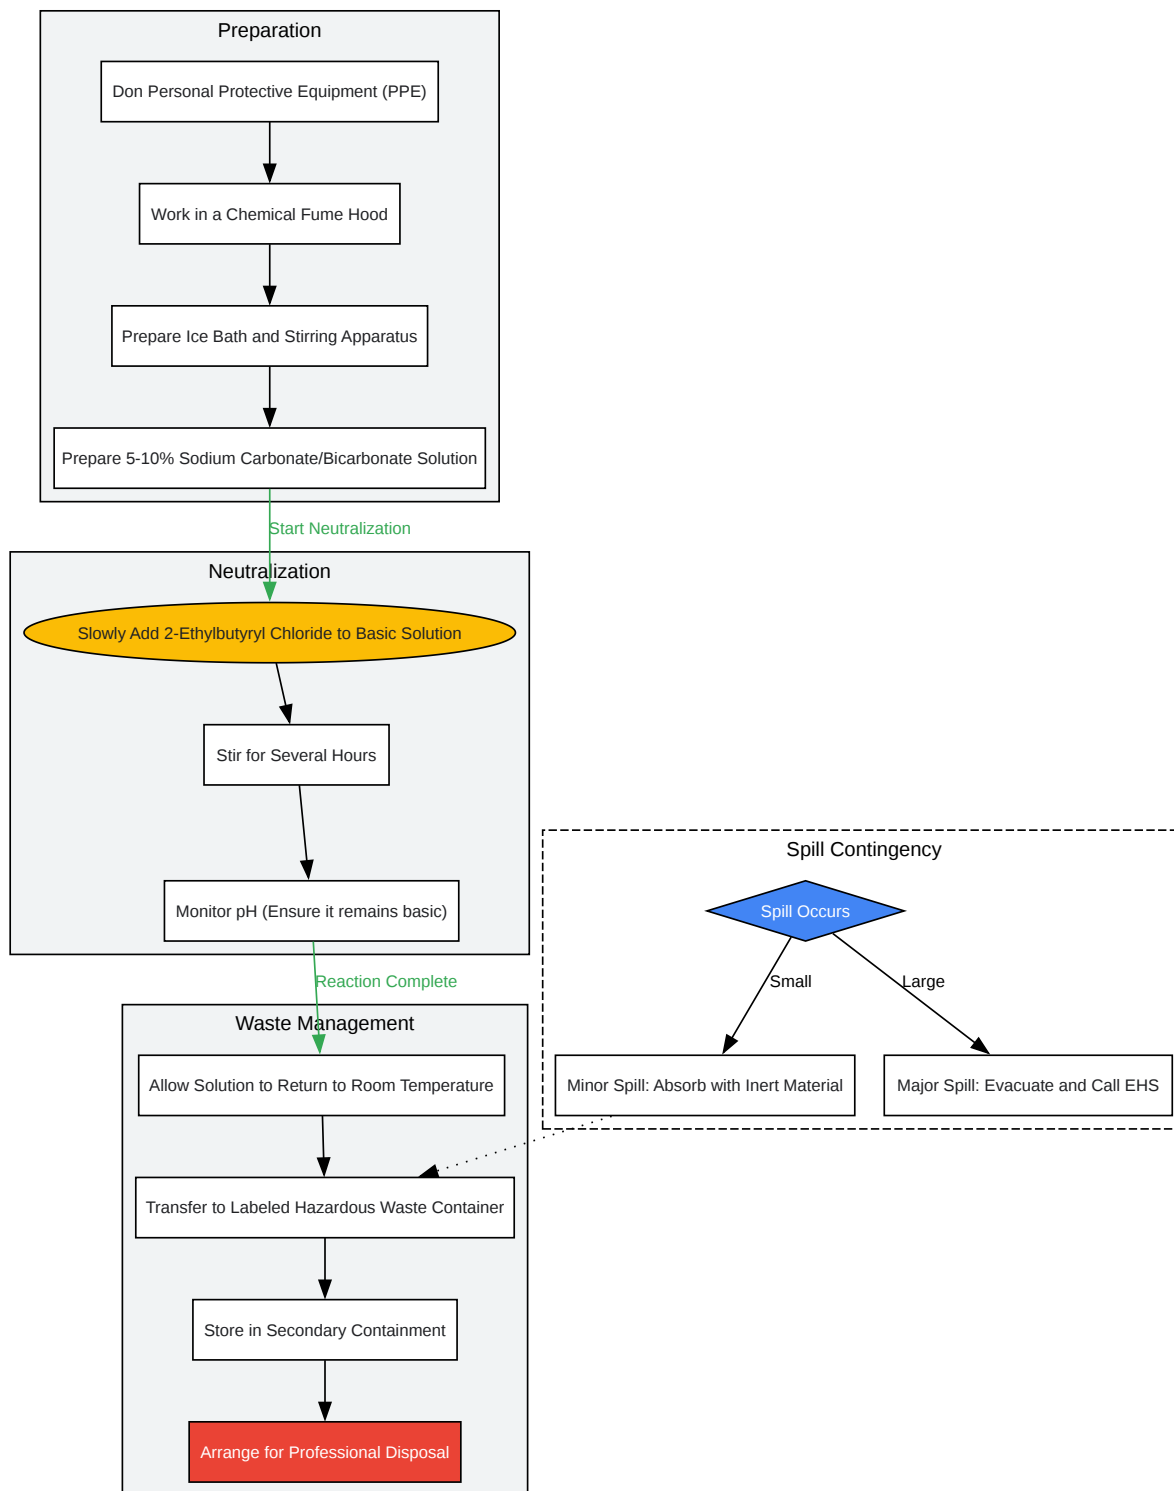 Preparation
Don Personal Protective Equipment (PPE)
Work in a Chemical Fume Hood
Prepare Ice Bath and Stirring Apparatus
Prepare 5-10% Sodium Carbonate/Bicarbonate Solution
Start Neutralization
Neutralization
Slowly Add 2-Ethylbutyryl Chloride to Basic Solution
Stir for Several Hours
Monitor pH (Ensure it remains basic)
Reaction Complete
Spill Contingency
Spill Occurs
Small
Large
Minor Spill: Absorb with Inert Material
Major Spill: Evacuate and Call EHS
Waste Management
Allow Solution to Return to Room Temperature
Transfer to Labeled Hazardous Waste Container
Store in Secondary Containment
Arrange for Professional Disposal